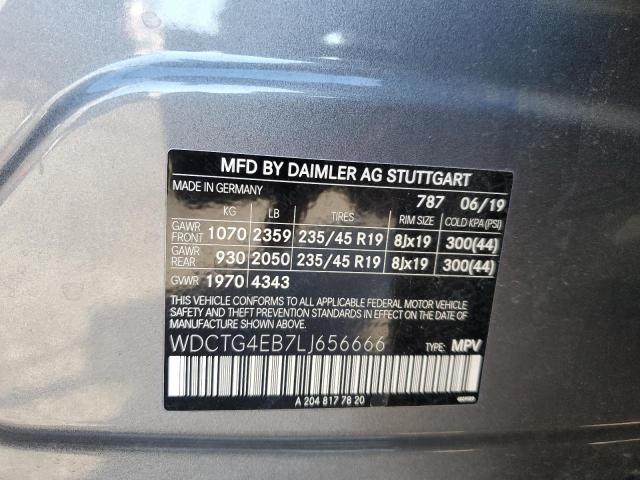 MFD BY DAIMLER AG STUTTGART
MADE IN GERMANY 787 06/19
KG LB TIRES RIM SIZE COLD KPA(PSI)
GAWR FRONT 1070 2359 235/45 R19 8Jx19 300(44)
GAWR REAR 930 2050 235/45 R19 8Jx19 300(44)
GVWR 1970 4343
THIS VEHICLE CONFORMS TO ALL APPLICABLE FEDERAL MOTOR VEHICLE
SAFETY AND THEFT PREVENTION STANDARDS IN EFFECT ON THE DATE
OF MANUFACTURE SHOWN ABOVE.
WDCTG4EB7LJ656666 TYPE: MPV
A 204 817 78 20